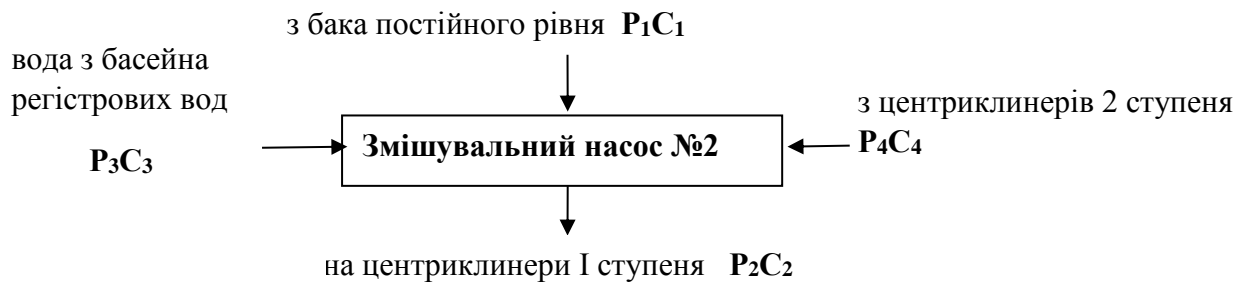 з бака постійного рівня P₁C₁
вода з басейна
регістрових вод
P₃C₃
Змішувальний насос №2
з центриклинерів 2 ступеня
P₄C₄
на центриклинери І ступеня P₂C₂